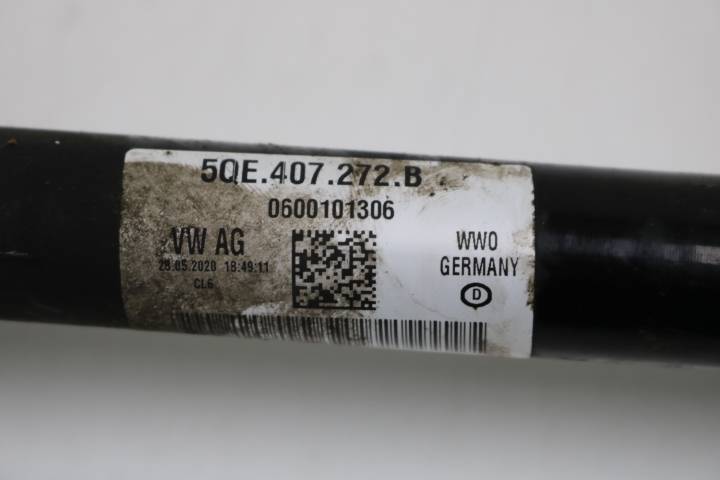 5QE.407.272.B
0600101306
VW AG
28.05.2020 18:49:11
CL6
WWO
GERMANY
D